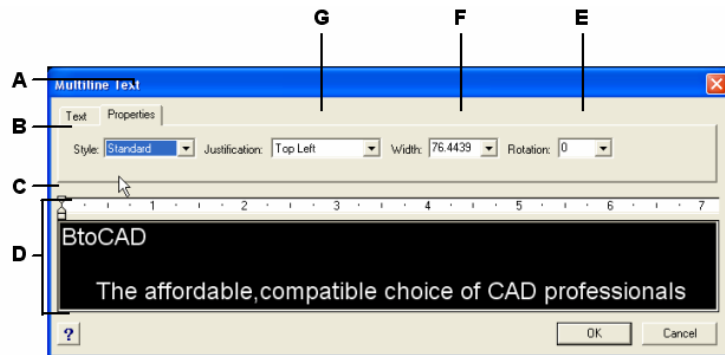 G F E
A
Multiline Text
Text Properties
B
Style: Standard Justification: Top Left Width: 76.4439 Rotation: 0
C
1 2 3 4 5 6 7
D
BtoCAD
The affordable,compatible choice of CAD professionals
? OK Cancel